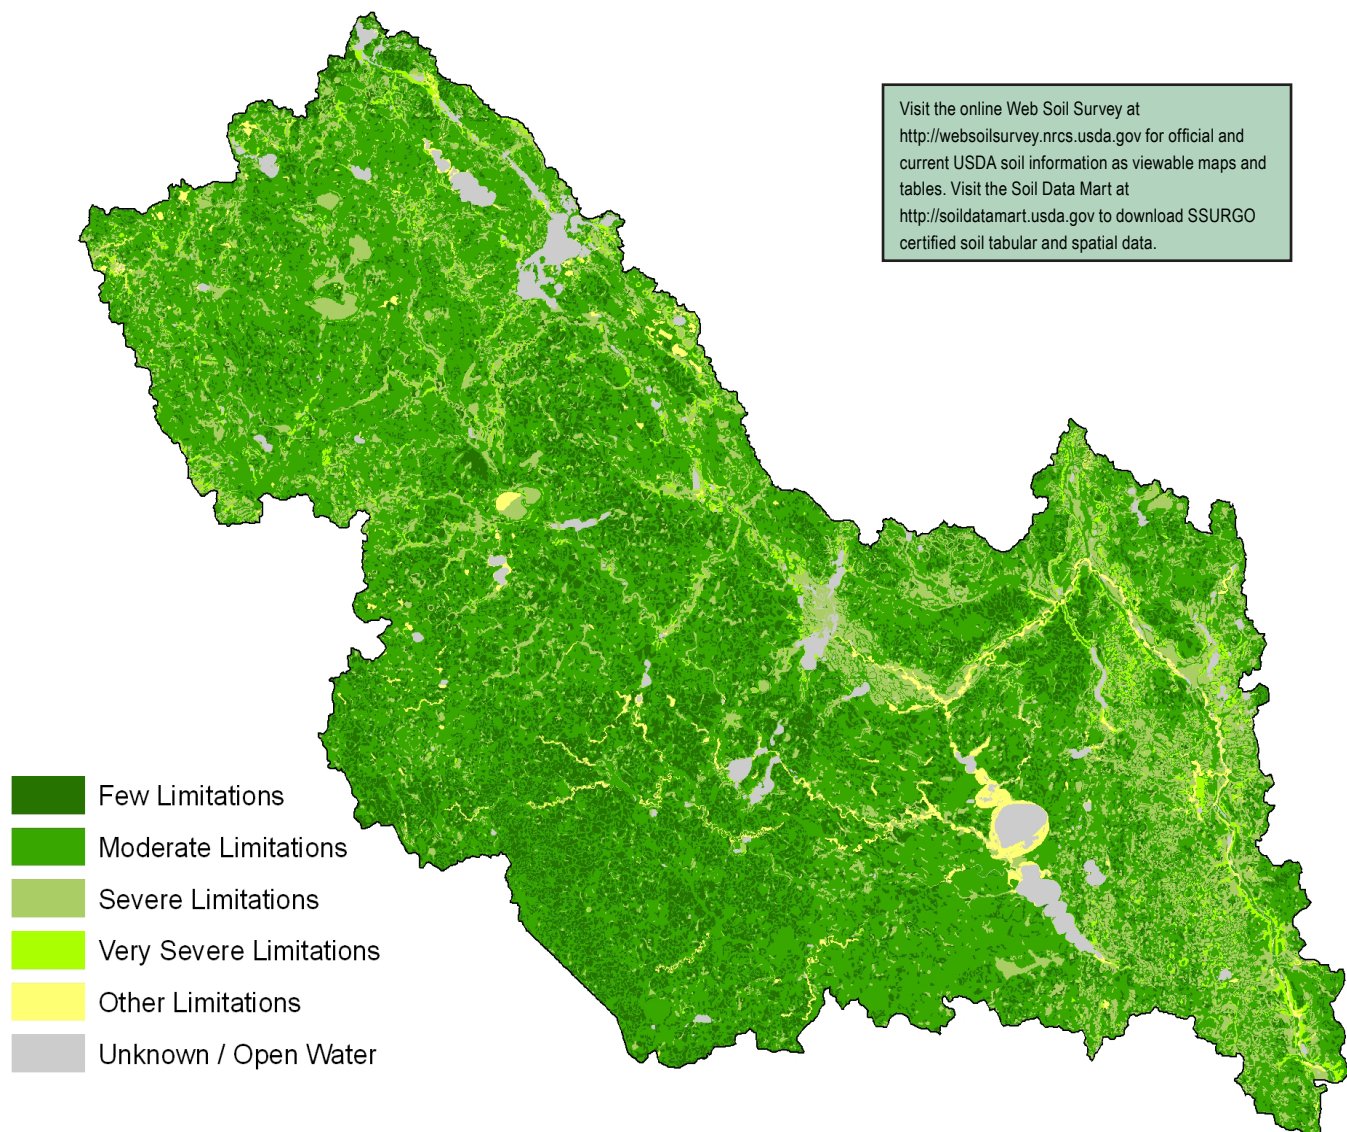 Visit the online Web Soil Survey at
http://websoilsurvey.nrcs.usda.gov for official and
current USDA soil information as viewable maps and
tables. Visit the Soil Data Mart at
http://soildatamart.usda.gov to download SSURGO
certified soil tabular and spatial data.
Few Limitations
Moderate Limitations
Severe Limitations
Very Severe Limitations
Other Limitations
Unknown / Open Water